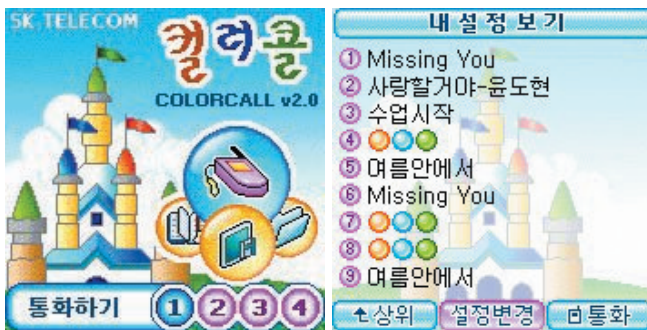 SK TELECOM
컬러콜
COLORCALL v2.0
통화하기 1 2 3 4
내 설정 보기
1 Missing You
2 사랑할거야-윤도현
3 수업시작
4
5 여름안에서
6 Missing You
7
8
9 여름안에서
상위 설정변경 통화